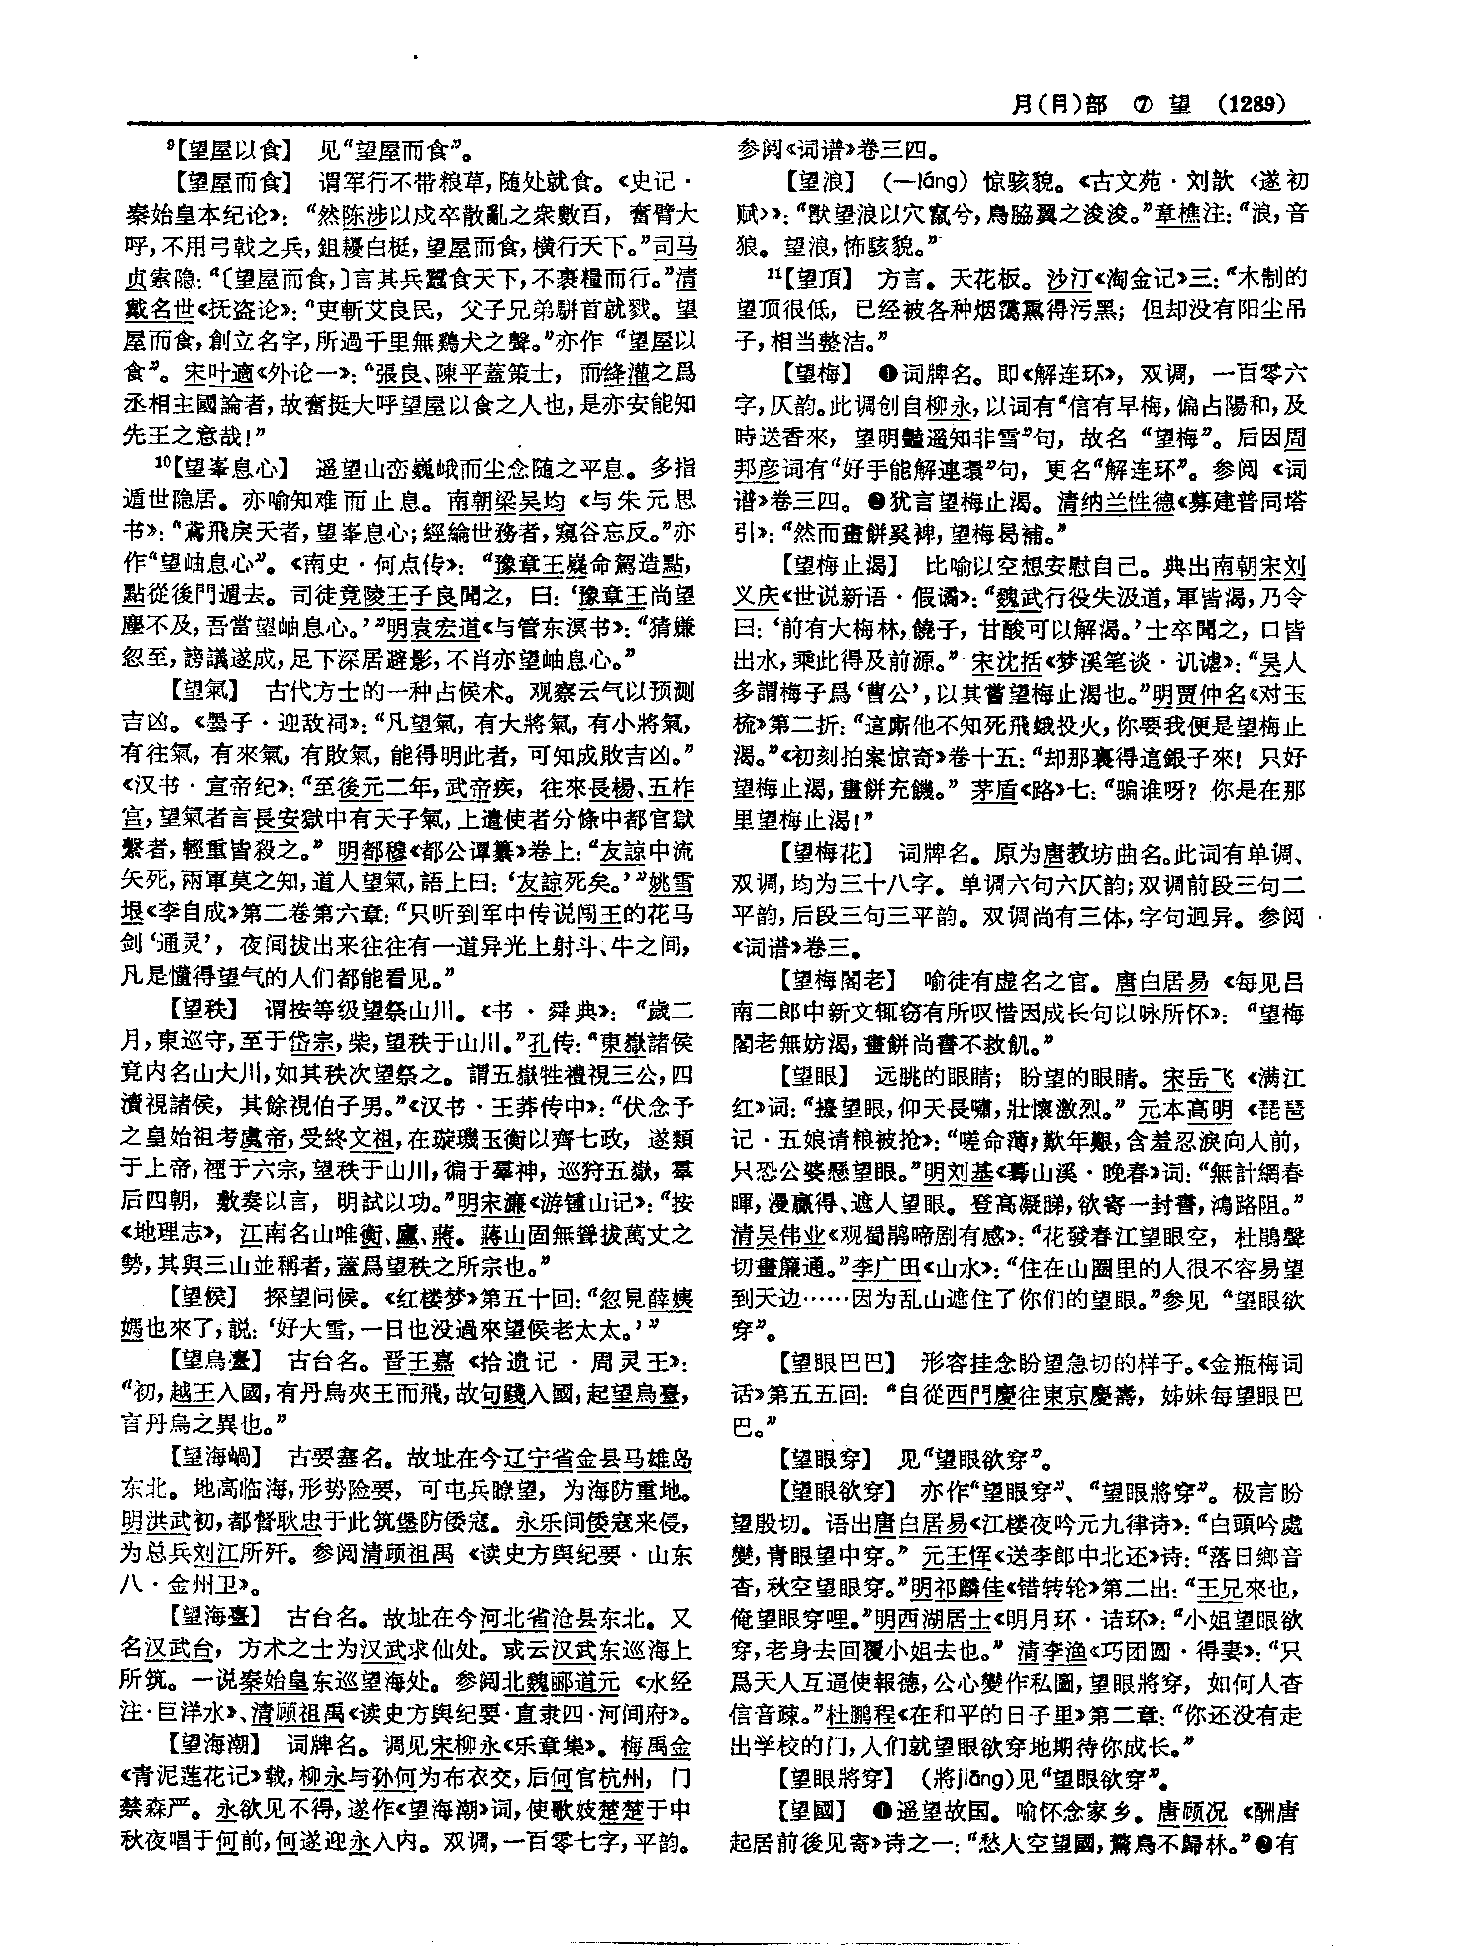 月(月)部 ⑦ 望 (1289)
⁹【望屋以食】 见“望屋而食”。
【望屋而食】 谓军行不带粮草,随处就食。《史记·
秦始皇本纪论》:“然陈涉以戍卒散亂之衆數百, 奮臂大
呼,不用弓戟之兵,鉏櫌白梃,望屋而食,横行天下。”司马
贞索隐:“〔望屋而食,〕言其兵蠶食天下,不裹糧而行。”清
戴名世《抚盗论》:“吏斬艾良民, 父子兄弟駢首就戮。望
屋而食,創立名字,所過千里無鷄犬之聲。”亦作 “望屋以
食”。宋叶適《外论一》:“張良、陳平蓋策士, 而絳灌之爲
丞相主國論者,故奮挺大呼望屋以食之人也,是亦安能知
先王之意哉!”
¹⁰【望峯息心】 遥望山峦巍峨而尘念随之平息。多指
遁世隐居。亦喻知难而止息。南朝梁吴均《与朱元思
书》:“鳶飛戾天者,望峯息心;經綸世務者,窺谷忘反。”亦
作“望岫息心”。《南史·何点传》: “豫章王嶷命駕造點,
點從後門遁去。司徒竟陵王子良聞之, 曰:‘豫章王尚望
塵不及,吾當望岫息心。’”明袁宏道《与管东溟书》:“猜嫌
忽至,謗議遂成,足下深居避影,不肖亦望岫息心。”
【望氣】 古代方士的一种占候术。观察云气以预测
吉凶。《墨子·迎敌祠》:“凡望氣,有大將氣,有小將氣,
有往氣,有來氣,有敗氣,能得明此者,可知成敗吉凶。”
《汉书·宣帝纪》:“至後元二年,武帝疾, 往來長楊、五柞
宫,望氣者言長安獄中有天子氣,上遣使者分條中都官獄
繫者,輕重皆殺之。” 明都穆《都公谭纂》卷上:“友諒中流
矢死,兩軍莫之知,道人望氣,語上曰:‘友諒死矣。’”姚雪
垠《李自成》第二卷第六章:“只听到军中传说闯王的花马
剑‘通灵’, 夜间拔出来往往有一道异光上射斗、牛之间,
凡是懂得望气的人们都能看见。”
【望秩】 谓按等级望祭山川。《书·舜典》: “歲二
月,東巡守,至于岱宗,柴,望秩于山川。”孔传:“東嶽諸侯
竟内名山大川,如其秩次望祭之。謂五嶽牲禮視三公,四
瀆視諸侯, 其餘視伯子男。”《汉书·王莽传中》:“伏念予
之皇始祖考虞帝,受終文祖,在琁璣玉衡以齊七政, 遂類
于上帝,禋于六宗,望秩于山川,徧于羣神,巡狩五嶽,羣
后四朝, 敷奏以言, 明試以功。”明宋濂《游锺山记》:“按
《地理志》, 江南名山唯衡、廬、蔣。蔣山固無聳拔萬丈之
勢,其與三山並稱者,蓋爲望秩之所宗也。”
【望候】 探望问候。《红楼梦》第五十回:“忽見薛姨
媽也來了,説:‘好大雪,一日也没過來望候老太太。’”
【望烏臺】 古台名。晋王嘉《拾遗记·周灵王》:
“初,越王入國,有丹烏夾王而飛,故句踐入國,起望烏臺,
言丹烏之異也。”
【望海堝】 古要塞名。故址在今辽宁省金县马雄岛
东北。地高临海,形势险要, 可屯兵瞭望, 为海防重地。
明洪武初,都督耿忠于此筑堡防倭寇。永乐间倭寇来侵,
为总兵刘江所歼。参阅清顾祖禹《读史方舆纪要·山东
八·金州卫》。
【望海臺】 古台名。故址在今河北省沧县东北。又
名汉武台, 方术之士为汉武求仙处。或云汉武东巡海上
所筑。一说秦始皇东巡望海处。参阅北魏郦道元《水经
注·巨洋水》、清顾祖禹《读史方舆纪要·直隶四·河间府》。
【望海潮】 词牌名。调见宋柳永《乐章集》。梅禹金
《青泥莲花记》载,柳永与孙何为布衣交,后何官杭州, 门
禁森严。永欲见不得,遂作《望海潮》词,使歌妓楚楚于中
秋夜唱于何前,何遂迎永入内。双调,一百零七字,平韵。
参阅《词谱》卷三四。
【望浪】 (—láng) 惊骇貌。《古文苑·刘歆〈遂初
赋〉》:“獸望浪以穴竄兮,鳥脇翼之浚浚。”章樵注:“浪,音
狼。望浪,怖駭貌。”
¹¹【望頂】 方言。天花板。沙汀《淘金记》三:“木制的
望顶很低, 已经被各种烟霭熏得污黑; 但却没有阳尘吊
子,相当整洁。”
【望梅】 ❶词牌名。即《解连环》, 双调, 一百零六
字,仄韵。此调创自柳永,以词有“信有早梅,偏占陽和,及
時送香來, 望明豔遥知非雪”句, 故名 “望梅”。后因周
邦彦词有“好手能解連環”句, 更名“解连环”。参阅《词
谱》卷三四。❷犹言望梅止渴。清纳兰性德《募建普同塔
引》:“然而畫餅奚裨,望梅曷補。”
【望梅止渴】 比喻以空想安慰自己。典出南朝宋刘
义庆《世说新语·假谲》:“魏武行役失汲道,軍皆渴,乃令
曰:‘前有大梅林,饒子, 甘酸可以解渴。’士卒聞之, 口皆
出水,乘此得及前源。” 宋沈括《梦溪笔谈·讥谑》:“吴人
多謂梅子爲‘曹公’,以其嘗望梅止渴也。”明贾仲名《对玉
梳》第二折:“這厮他不知死飛蛾投火,你要我便是望梅止
渴。”《初刻拍案惊奇》卷十五:“却那裏得這銀子來! 只好
望梅止渴,畫餅充饑。” 茅盾《路》七:“骗谁呀? 你是在那
里望梅止渴!”
【望梅花】 词牌名。原为唐教坊曲名。此词有单调、
双调,均为三十八字。单调六句六仄韵;双调前段三句二
平韵,后段三句三平韵。双调尚有三体,字句迥异。参阅
《词谱》卷三。
【望梅閣老】 喻徒有虚名之官。唐白居易《每见吕
南二郎中新文辄窃有所叹惜因成长句以咏所怀》: “望梅
閣老無妨渴,畫餅尚書不救飢。”
【望眼】 远眺的眼睛; 盼望的眼睛。宋岳飞《满江
红》词:“擡望眼,仰天長嘯,壯懷激烈。” 元本高明《琵琶
记·五娘请粮被抢》:“嗟命薄,歎年艱,含羞忍淚向人前,
只恐公婆懸望眼。”明刘基《蓦山溪·晚春》词:“無計網春
暉,漫贏得、遮人望眼。登高凝睇,欲寄一封書,鴻路阻。”
清吴伟业《观蜀鹃啼剧有感》:“花發春江望眼空, 杜鵑聲
切畫簾通。”李广田《山水》:“住在山圈里的人很不容易望
到天边……因为乱山遮住了你们的望眼。”参见 “望眼欲
穿”。
【望眼巴巴】 形容挂念盼望急切的样子。《金瓶梅词
话》第五五回: “自從西門慶往東京慶壽, 姊妹每望眼巴
巴。”
【望眼穿】 见“望眼欲穿”。
【望眼欲穿】 亦作“望眼穿”、“望眼將穿”。极言盼
望殷切。语出唐白居易《江楼夜吟元九律诗》:“白頭吟處
變,青眼望中穿。” 元王恽《送李郎中北还》诗:“落日鄉音
杳,秋空望眼穿。”明祁麟佳《错转轮》第二出:“王兄來也,
俺望眼穿哩。”明西湖居士《明月环·诘环》:“小姐望眼欲
穿,老身去回覆小姐去也。” 清李渔《巧团圆·得妻》:“只
爲天人互逼使報德,公心變作私圖,望眼將穿, 如何人杳
信音疎。”杜鹏程《在和平的日子里》第二章:“你还没有走
出学校的门,人们就望眼欲穿地期待你成长。”
【望眼將穿】 (將jiāng)见“望眼欲穿”。
【望國】 ❶遥望故国。喻怀念家乡。唐顾况《酬唐
起居前後见寄》诗之一:“愁人空望國,驚鳥不歸林。”❷有